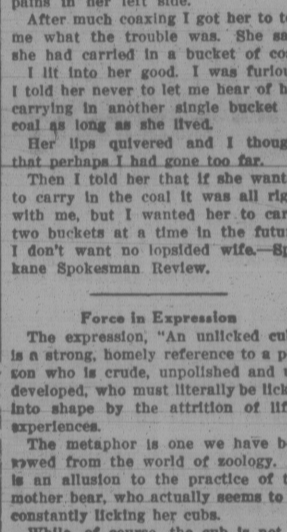 pains in her left side.
After much coaxing I got her to t
me what the trouble was. She sa
she had carried in a bucket of co
I lit into her good. I was furiou
I told her never to let me hear of h
carrying in another single bucket
coal as long as she lived.
Her lips quivered and I thoug
that perhaps I had gone too far.
Then I told her that if she want
to carry in the coal it was all rig
with me, but I wanted her to car
two buckets at a time in the futu
I don't want no lopsided wife.—Sp
kane Spokesman Review.
Force in Expression
The expression, "An unlicked cu
is a strong, homely reference to a p
son who is crude, unpolished and u
developed, who must literally be lick
into shape by the attrition of lif
experiences.
The metaphor is one we have b
rowed from the world of zoology.
is an allusion to the practice of t
mother bear, who actually seems to
constantly licking her cubs.
While, of course, the cub is not